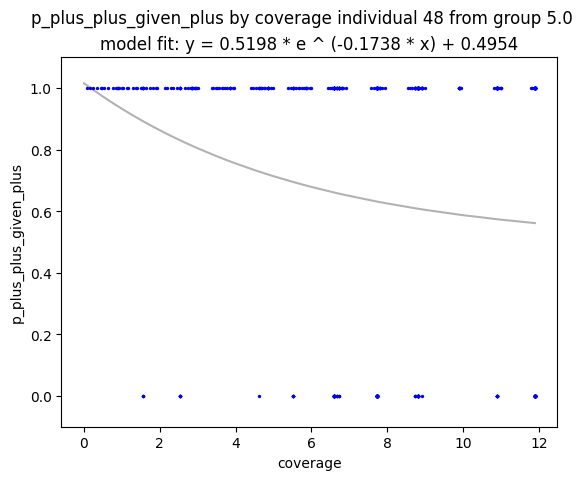 p_plus_plus_given_plus by coverage individual 48 from group 5.0
model fit: y = 0.5198 * e ^ (-0.1738 * x) + 0.4954
p_plus_plus_given_plus
1.0
0.8
0.6
0.4
0.2
0.0
0 2 4 6 8 10 12
coverage